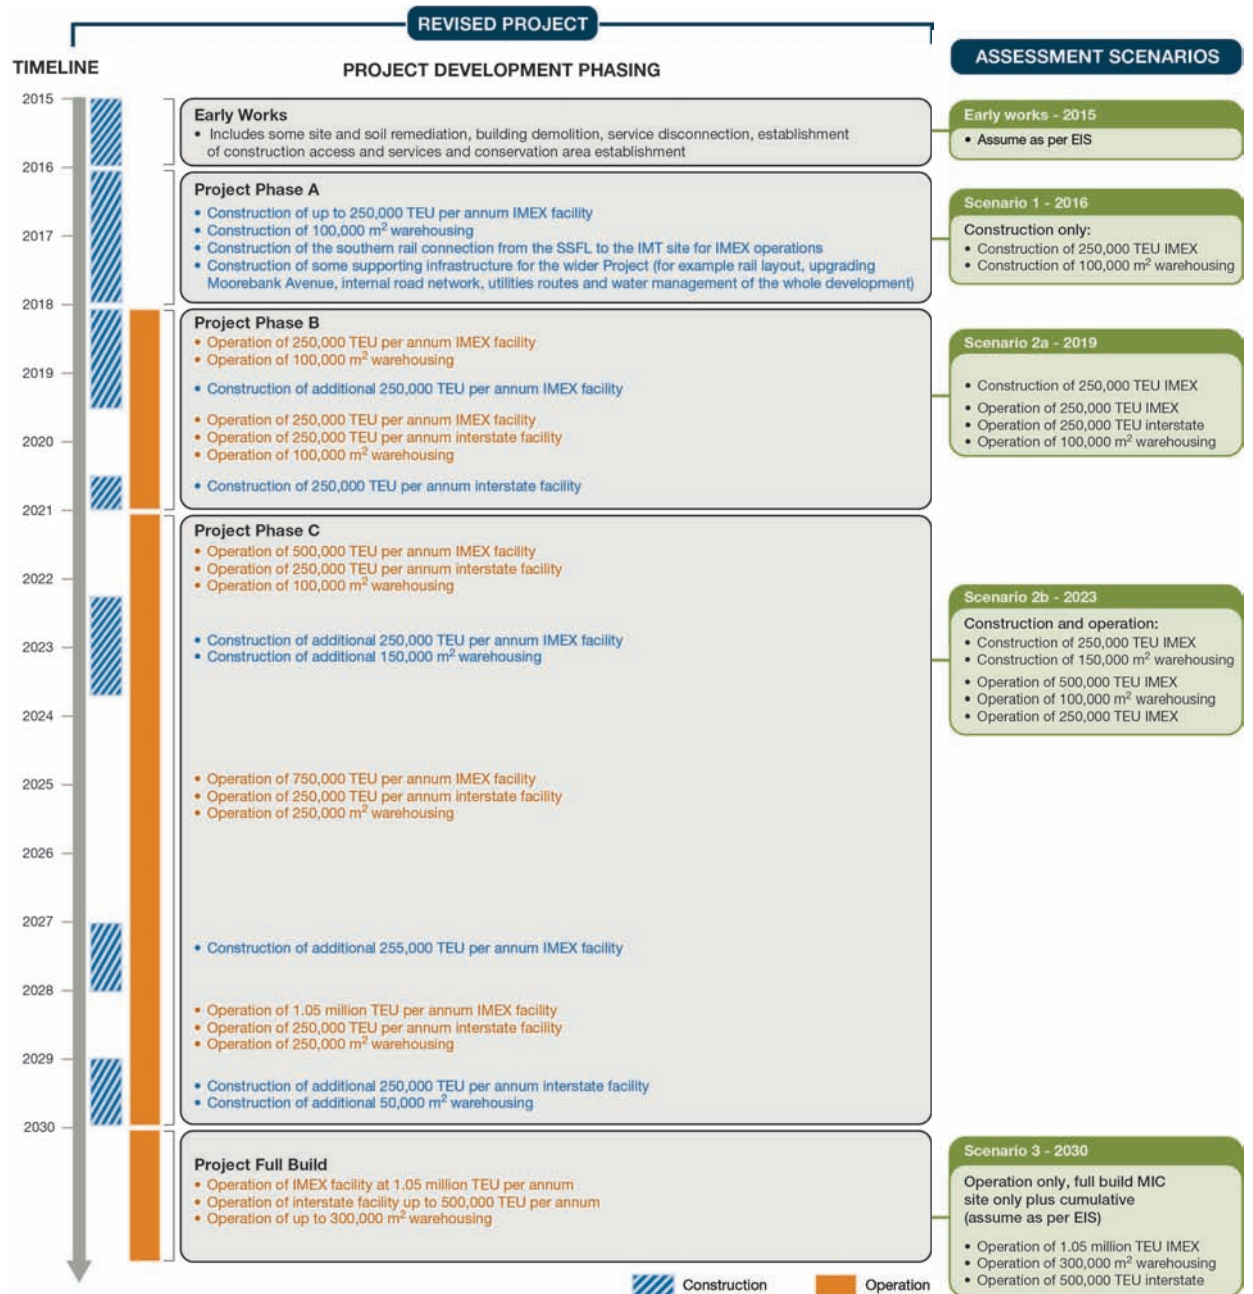 REVISED PROJECT
TIMELINE
PROJECT DEVELOPMENT PHASING
ASSESSMENT SCENARIOS
2015
2016
2017
2018
2019
2020
2021
2022
2023
2024
2025
2026
2027
2028
2029
2030
Early Works
• Includes some site and soil remediation, building demolition, service disconnection, establishment
of construction access and services and conservation area establishment
Project Phase A
• Construction of up to 250,000 TEU per annum IMEX facility
• Construction of 100,000 m² warehousing
• Construction of the southern rail connection from the SSFL to the IMT site for IMEX operations
• Construction of some supporting infrastructure for the wider Project (for example rail layout, upgrading
Moorebank Avenue, internal road network, utilities routes and water management of the whole development)
Project Phase B
• Operation of 250,000 TEU per annum IMEX facility
• Operation of 100,000 m² warehousing
• Construction of additional 250,000 TEU per annum IMEX facility
• Operation of 250,000 TEU per annum IMEX facility
• Operation of 250,000 TEU per annum interstate facility
• Operation of 100,000 m² warehousing
• Construction of 250,000 TEU per annum interstate facility
Project Phase C
• Operation of 500,000 TEU per annum IMEX facility
• Operation of 250,000 TEU per annum interstate facility
• Operation of 100,000 m² warehousing
• Construction of additional 250,000 TEU per annum IMEX facility
• Construction of additional 150,000 m² warehousing
• Operation of 750,000 TEU per annum IMEX facility
• Operation of 250,000 TEU per annum interstate facility
• Operation of 250,000 m² warehousing
• Construction of additional 255,000 TEU per annum IMEX facility
• Operation of 1.05 million TEU per annum IMEX facility
• Operation of 250,000 TEU per annum interstate facility
• Operation of 250,000 m² warehousing
• Construction of additional 250,000 TEU per annum interstate facility
• Construction of additional 50,000 m² warehousing
Project Full Build
• Operation of IMEX facility at 1.05 million TEU per annum
• Operation of interstate facility up to 500,000 TEU per annum
• Operation of up to 300,000 m² warehousing
Early works - 2015
• Assume as per EIS
Scenario 1 - 2016
Construction only:
• Construction of 250,000 TEU IMEX
• Construction of 100,000 m² warehousing
Scenario 2a - 2019
• Construction of 250,000 TEU IMEX
• Operation of 250,000 TEU IMEX
• Operation of 250,000 TEU interstate
• Operation of 100,000 m² warehousing
Scenario 2b - 2023
Construction and operation:
• Construction of 250,000 TEU IMEX
• Construction of 150,000 m² warehousing
• Operation of 500,000 TEU IMEX
• Operation of 100,000 m² warehousing
• Operation of 250,000 TEU IMEX
Scenario 3 - 2030
Operation only, full build MIC
site only plus cumulative
(assume as per EIS)
• Operation of 1.05 million TEU IMEX
• Operation of 300,000 m² warehousing
• Operation of 500,000 TEU interstate
Construction
Operation